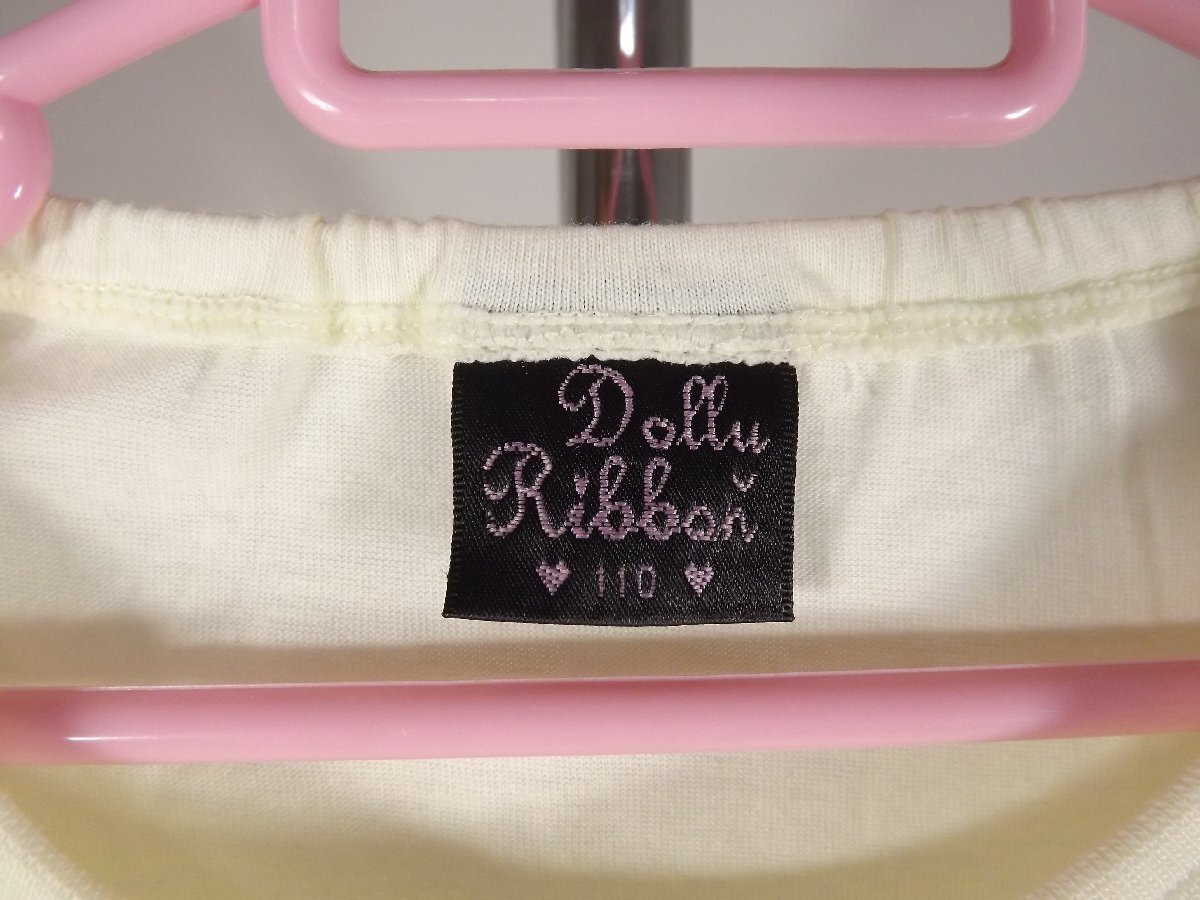 Dolly
Ribbon
♥ 110 ♥